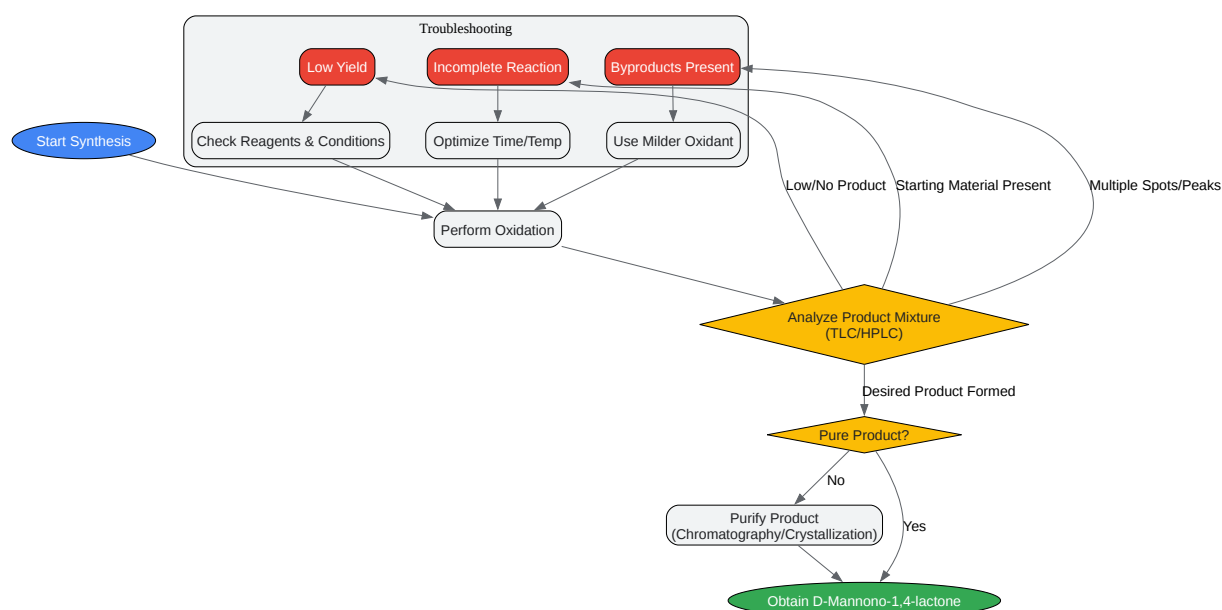 Troubleshooting
Low Yield
Incomplete Reaction
Byproducts Present
Start Synthesis
Check Reagents & Conditions
Optimize Time/Temp
Use Milder Oxidant
Low/No Product
Starting Material Present
Multiple Spots/Peaks
Perform Oxidation
Analyze Product Mixture
(TLC/HPLC)
Desired Product Formed
Pure Product?
No
Purify Product
(Chromatography/Crystallization)
Yes
Obtain D-Mannono-1,4-lactone